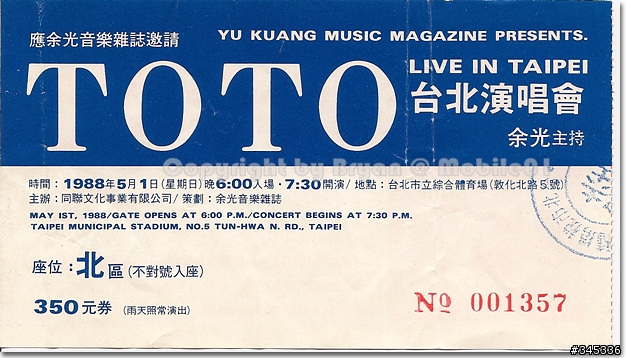 應余光音樂雜誌邀請
YU KUANG MUSIC MAGAZINE PRESENTS.
TOTO
LIVE IN TAIPEI
台北演唱會
余光主持
Copyright by Bryan @ Mobile01
時間：1988年5月1日(星期日)晚6:00入場・7:30開演／地點：台北市立綜合體育場(敦化北路5號)
主辦：同聯文化事業有限公司／策劃：余光音樂雜誌
MAY IST, 1988/GATE OPENS AT 6:00 P.M./CONCERT BEGINS AT 7:30 P.M.
TAIPEI MUNICIPAL STADIUM, NO.5 TUN-HWA N. RD., TAIPEI
座位：北區(不對號入座)
350元券 (雨天照常演出)
No 001357
#345336